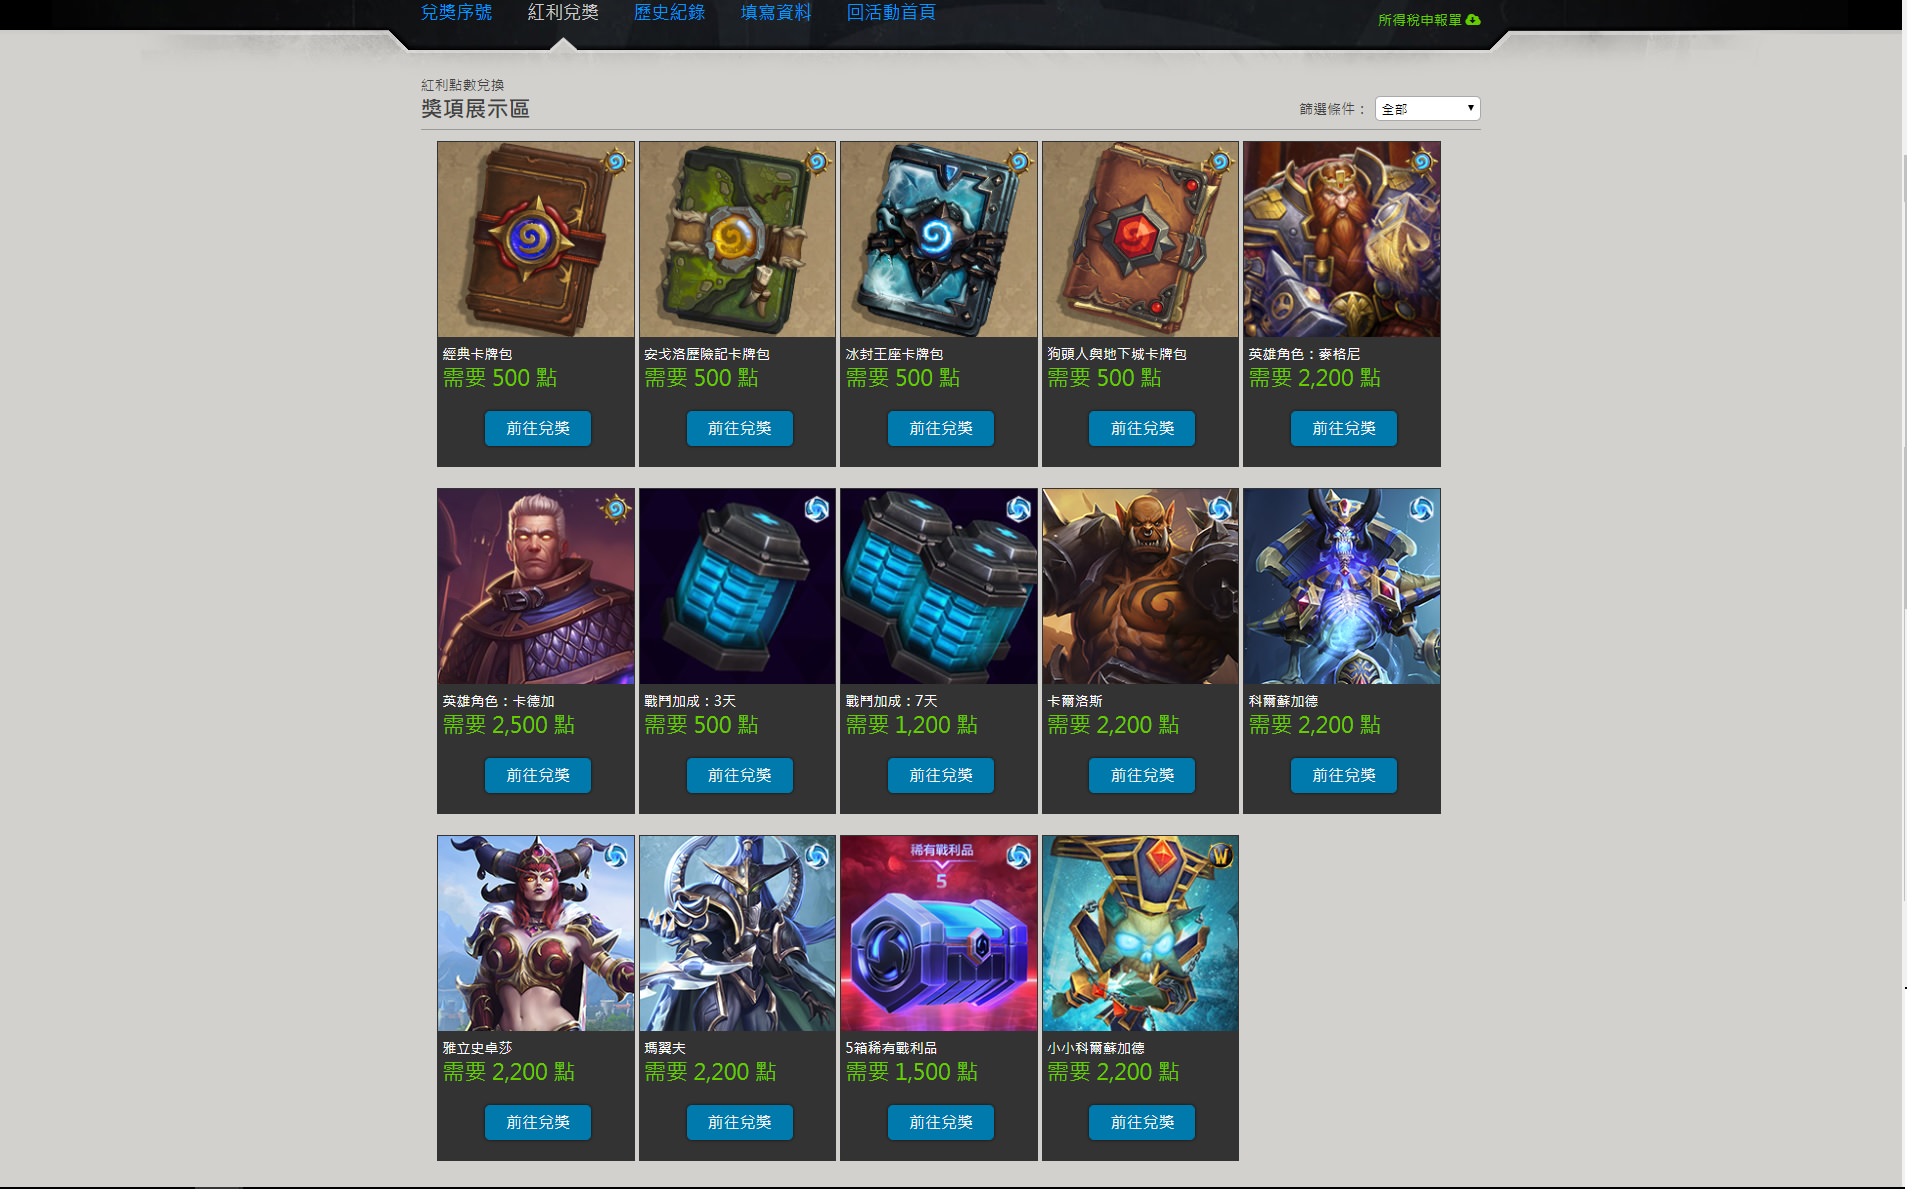 兌獎序號 紅利兌獎 歷史紀錄 填寫資料 回活動首頁
所得稅申報單
紅利點數兌換
獎項展示區
篩選條件： 全部
經典卡牌包
需要 500 點
前往兌獎
安戈洛歷險記卡牌包
需要 500 點
前往兌獎
冰封王座卡牌包
需要 500 點
前往兌獎
狗頭人與地下城卡牌包
需要 500 點
前往兌獎
英雄角色：麥格尼
需要 2,200 點
前往兌獎
英雄角色：卡德加
需要 2,500 點
前往兌獎
戰鬥加成：3天
需要 500 點
前往兌獎
戰鬥加成：7天
需要 1,200 點
前往兌獎
卡爾洛斯
需要 2,200 點
前往兌獎
科爾蘇加德
需要 2,200 點
前往兌獎
雅立史卓莎
需要 2,200 點
前往兌獎
瑪翼夫
需要 2,200 點
前往兌獎
稀有戰利品
5
5箱稀有戰利品
需要 1,500 點
前往兌獎
W
小小科爾蘇加德
需要 2,200 點
前往兌獎